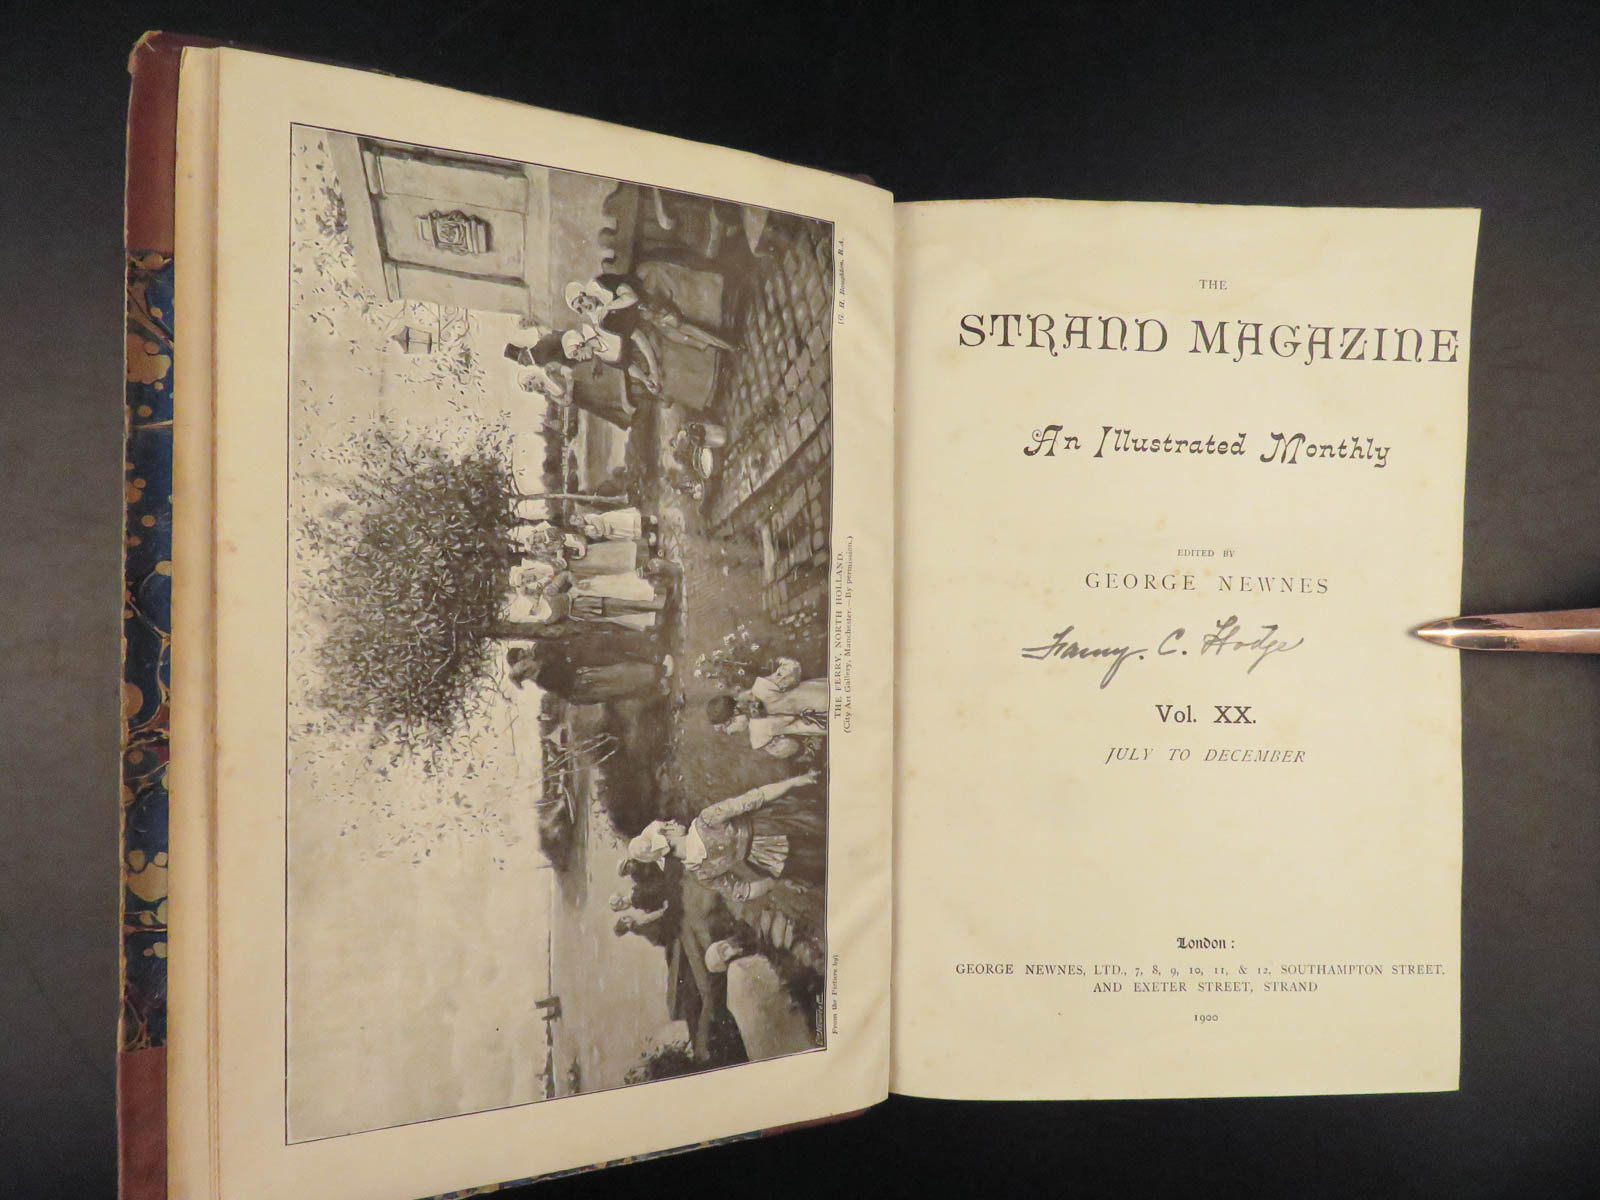 THE FERRY, NORTH HOLLAND.
(City Art Gallery, Manchester.—By permission.)
From the Picture by]
[G. H. Boughton, R.A.
THE
STRAND MAGAZINE
An Illustrated Monthly
EDITED BY
GEORGE NEWNES
Fanny. C. Hodge
Vol. XX.
JULY TO DECEMBER
London:
GEORGE NEWNES, LTD., 7, 8, 9, 10, 11, & 12, SOUTHAMPTON STREET,
AND EXETER STREET, STRAND
1900